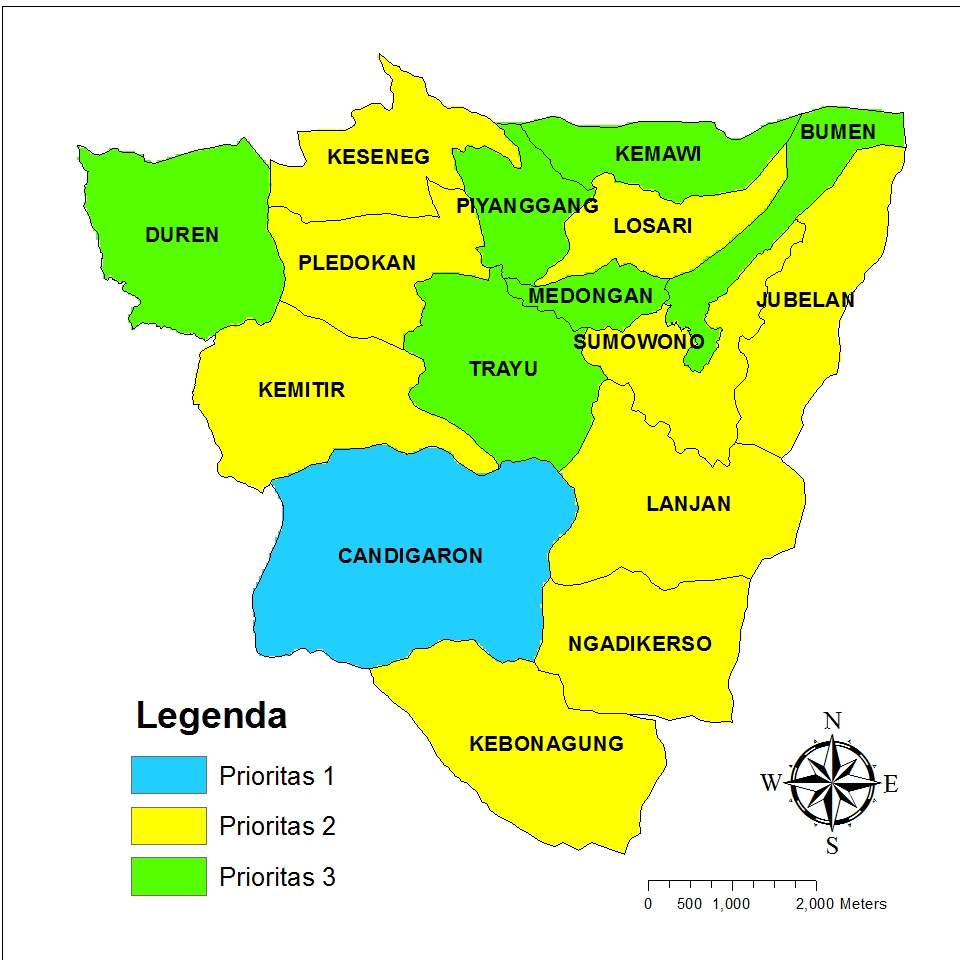 BUMEN
KESENEG
KEMAWI
PIYANGGANG
LOSARI
DUREN
PLEDOKAN
MEDONGAN
JUBELAN
SUMOWONO
TRAYU
KEMITIR
LANJAN
CANDIGARON
NGADIKERSO
KEBONAGUNG
Legenda
Prioritas 1
Prioritas 2
Prioritas 3
N
W E
S
0 500 1,000 2,000 Meters